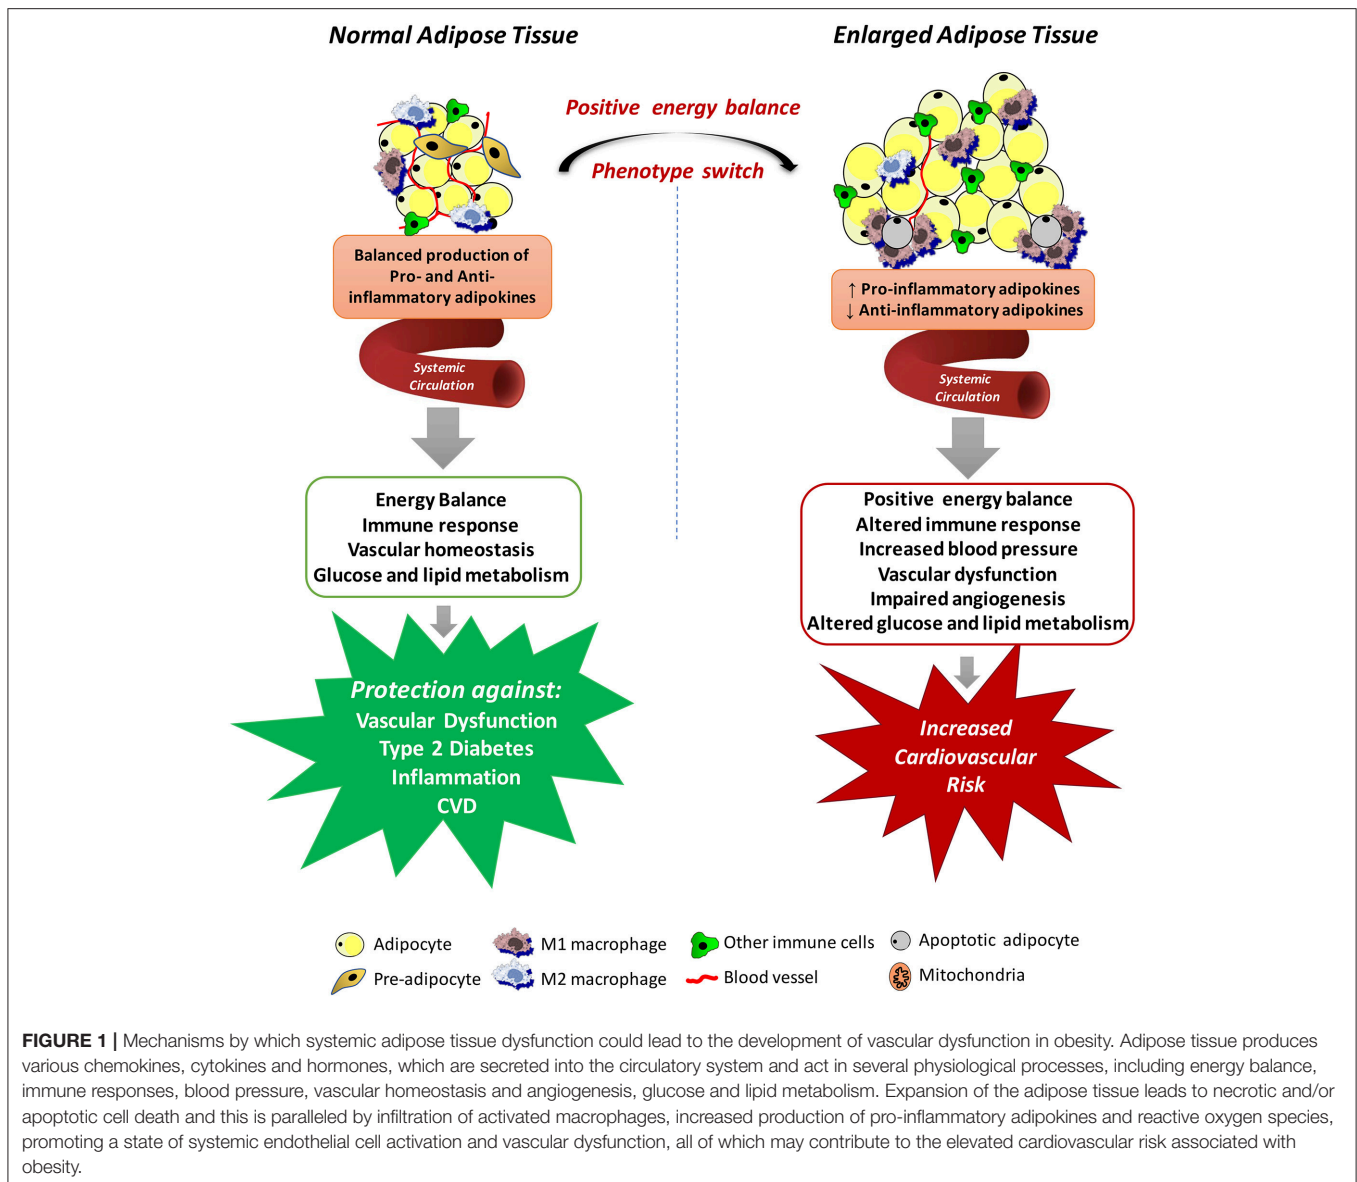 Normal Adipose Tissue
Enlarged Adipose Tissue
Positive energy balance
Phenotype switch
Balanced production of
Pro- and Anti-
inflammatory adipokines
↑ Pro-inflammatory adipokines
↓ Anti-inflammatory adipokines
Systemic
Circulation
Systemic
Circulation
Energy Balance
Immune response
Vascular homeostasis
Glucose and lipid metabolism
Positive energy balance
Altered immune response
Increased blood pressure
Vascular dysfunction
Impaired angiogenesis
Altered glucose and lipid metabolism
Protection against:
Vascular Dysfunction
Type 2 Diabetes
Inflammation
CVD
Increased
Cardiovascular
Risk
Adipocyte
M1 macrophage
Other immune cells
Apoptotic adipocyte
Pre-adipocyte
M2 macrophage
Blood vessel
Mitochondria
FIGURE 1 | Mechanisms by which systemic adipose tissue dysfunction could lead to the development of vascular dysfunction in obesity. Adipose tissue produces
various chemokines, cytokines and hormones, which are secreted into the circulatory system and act in several physiological processes, including energy balance,
immune responses, blood pressure, vascular homeostasis and angiogenesis, glucose and lipid metabolism. Expansion of the adipose tissue leads to necrotic and/or
apoptotic cell death and this is paralleled by infiltration of activated macrophages, increased production of pro-inflammatory adipokines and reactive oxygen species,
promoting a state of systemic endothelial cell activation and vascular dysfunction, all of which may contribute to the elevated cardiovascular risk associated with
obesity.